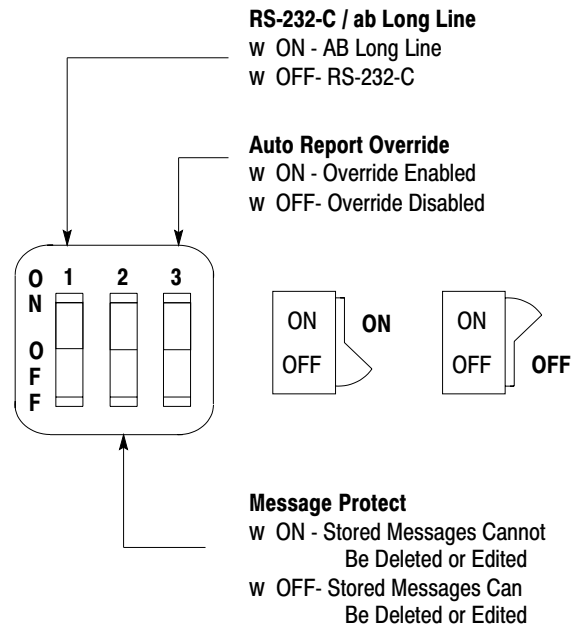 RS-232-C / ab Long Line
w ON - AB Long Line
w OFF- RS-232-C
Auto Report Override
w ON - Override Enabled
w OFF- Override Disabled
ON 1 2 3
OFF
ON
OFF
ON
ON
OFF
OFF
Message Protect
w ON - Stored Messages Cannot
Be Deleted or Edited
w OFF- Stored Messages Can
Be Deleted or Edited